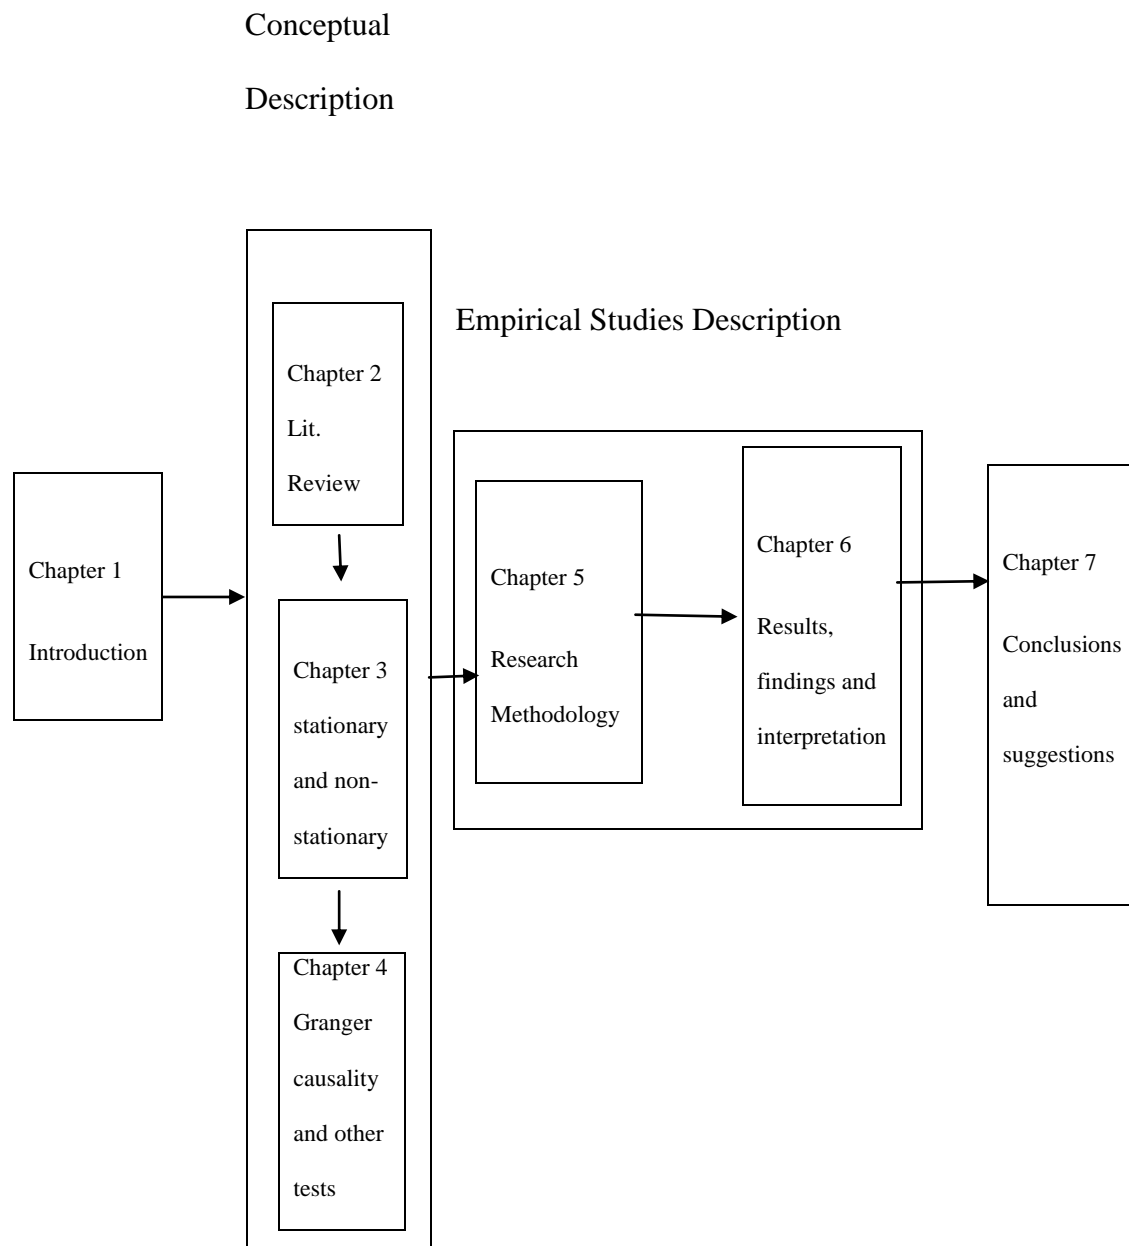 Conceptual
Description
Empirical Studies Description
Chapter 1
Introduction
Chapter 2
Lit.
Review
Chapter 3
stationary
and non-
stationary
Chapter 4
Granger
causality
and other
tests
Chapter 5
Research
Methodology
Chapter 6
Results,
findings and
interpretation
Chapter 7
Conclusions
and
suggestions